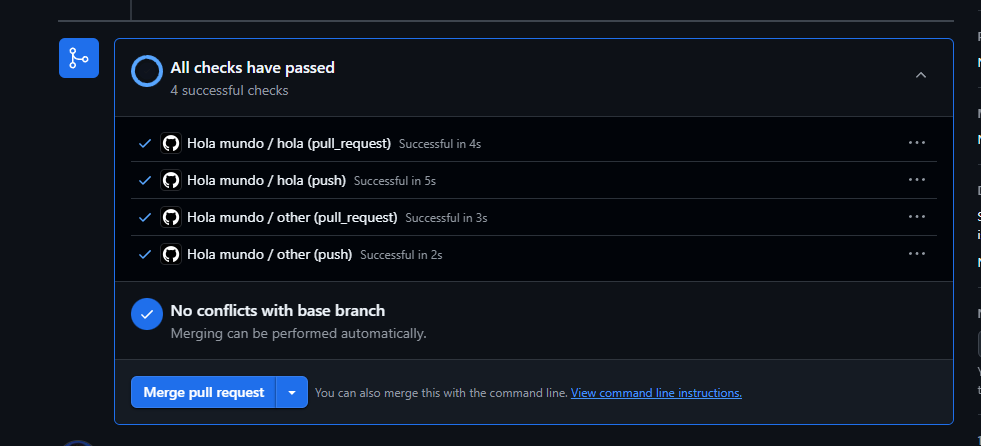 All checks have passed
4 successful checks
Hola mundo / hola (pull_request) Successful in 4s
Hola mundo / hola (push) Successful in 5s
Hola mundo / other (pull_request) Successful in 3s
Hola mundo / other (push) Successful in 2s
No conflicts with base branch
Merging can be performed automatically.
Merge pull request You can also merge this with the command line. View command line instructions.